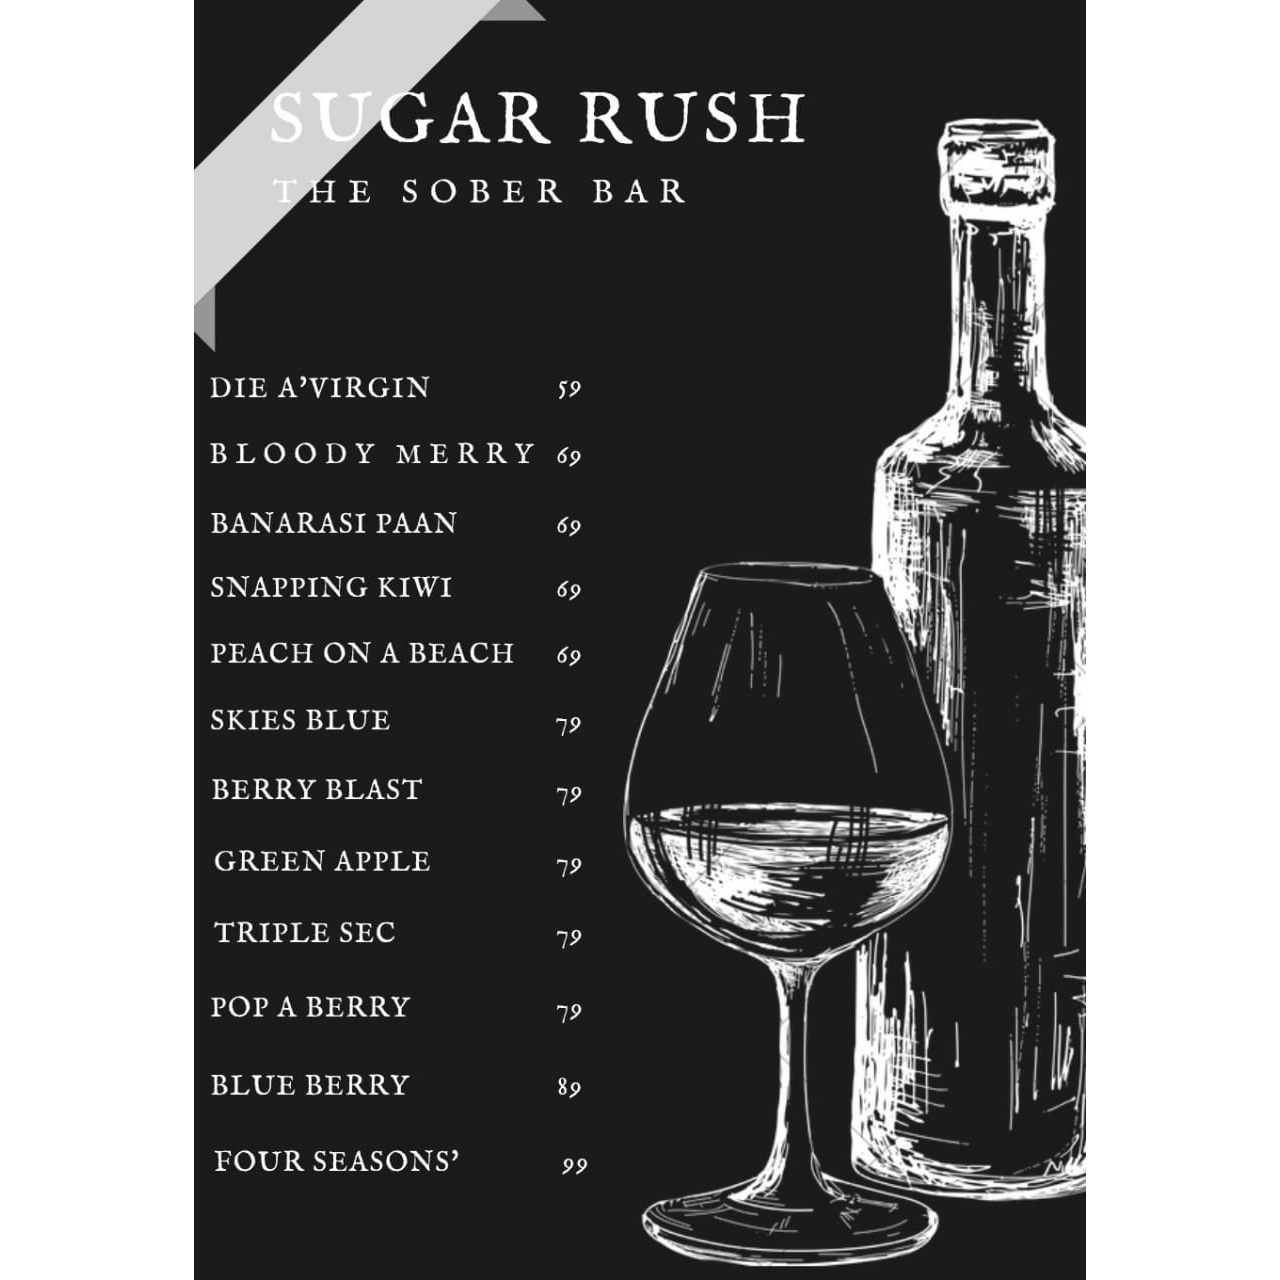 SUGAR RUSH
THE SOBER BAR
DIE A'VIRGIN 59
BLOODY MERRY 69
BANARASI PAAN 69
SNAPPING KIWI 69
PEACH ON A BEACH 69
SKIES BLUE 79
BERRY BLAST 79
GREEN APPLE 79
TRIPLE SEC 79
POP A BERRY 79
BLUE BERRY 89
FOUR SEASONS' 99